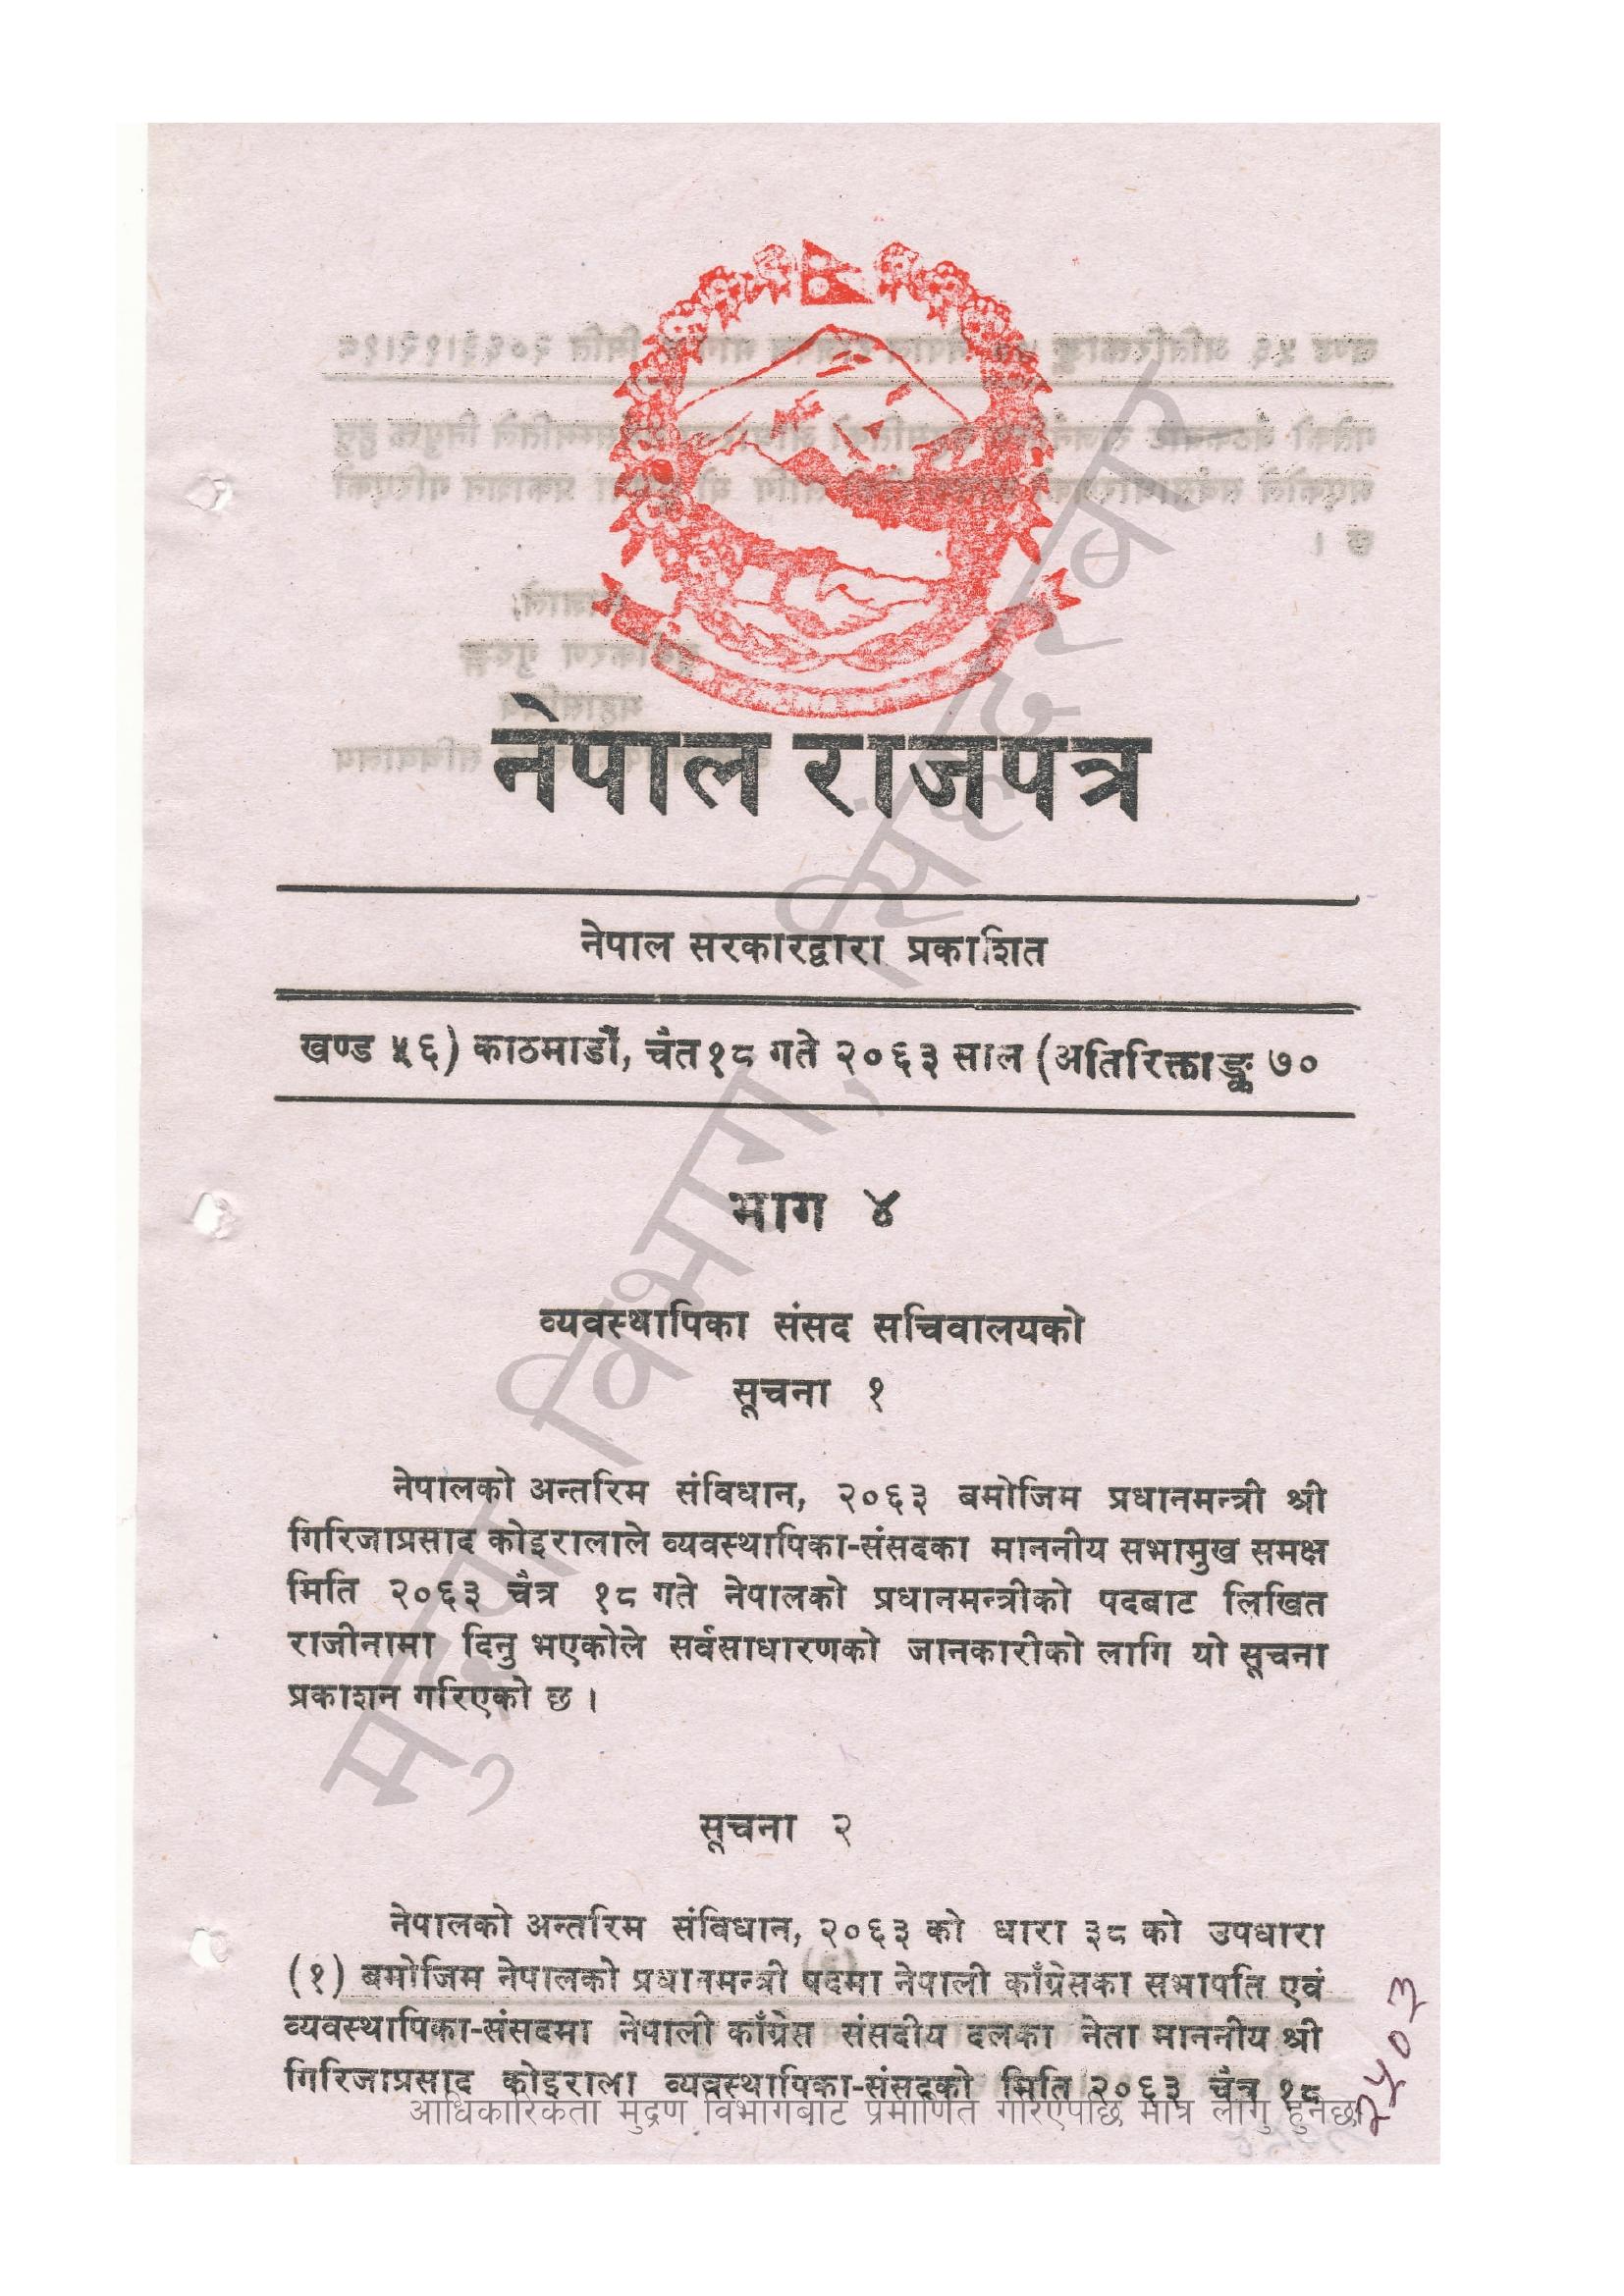 नेपाल राजपत्र
नेपाल सरकारद्वारा प्रकाशित
खण्ड ५६) काठमाडौं, चैत १८ गते २०६३ साल (अतिरिक्ताङ्क ७०
भाग ४
व्यवस्थापिका संसद सचिवालयको
सूचना १
नेपालको अन्तरिम संविधान, २०६३ बमोजिम प्रधानमन्त्री श्री
गिरिजाप्रसाद कोइरालाले व्यवस्थापिका-संसदका माननीय सभामुख समक्ष
मिति २०६३ चैत्र १८ गते नेपालको प्रधानमन्त्रीको पदबाट लिखित
राजीनामा दिनु भएकोले सर्वसाधारणको जानकारीको लागि यो सूचना
प्रकाशन गरिएको छ ।
सूचना २
नेपालको अन्तरिम संविधान, २०६३ को धारा ३८ को उपधारा
(१) बमोजिम नेपालको प्रधानमन्त्री पदमा नेपाली काँग्रेसका सभापति एवं
व्यवस्थापिका-संसदमा नेपाली काँग्रेस संसदीय दलका नेता माननीय श्री
गिरिजाप्रसाद कोइराला व्यवस्थापिका-संसदको मिति २०६३ चैत्र १८
आधिकारिकता मुद्रण विभागबाट प्रमाणित गरिएपछि मात्र लागु हुनेछ।
मुद्रण विभाग, सिंहदरबार